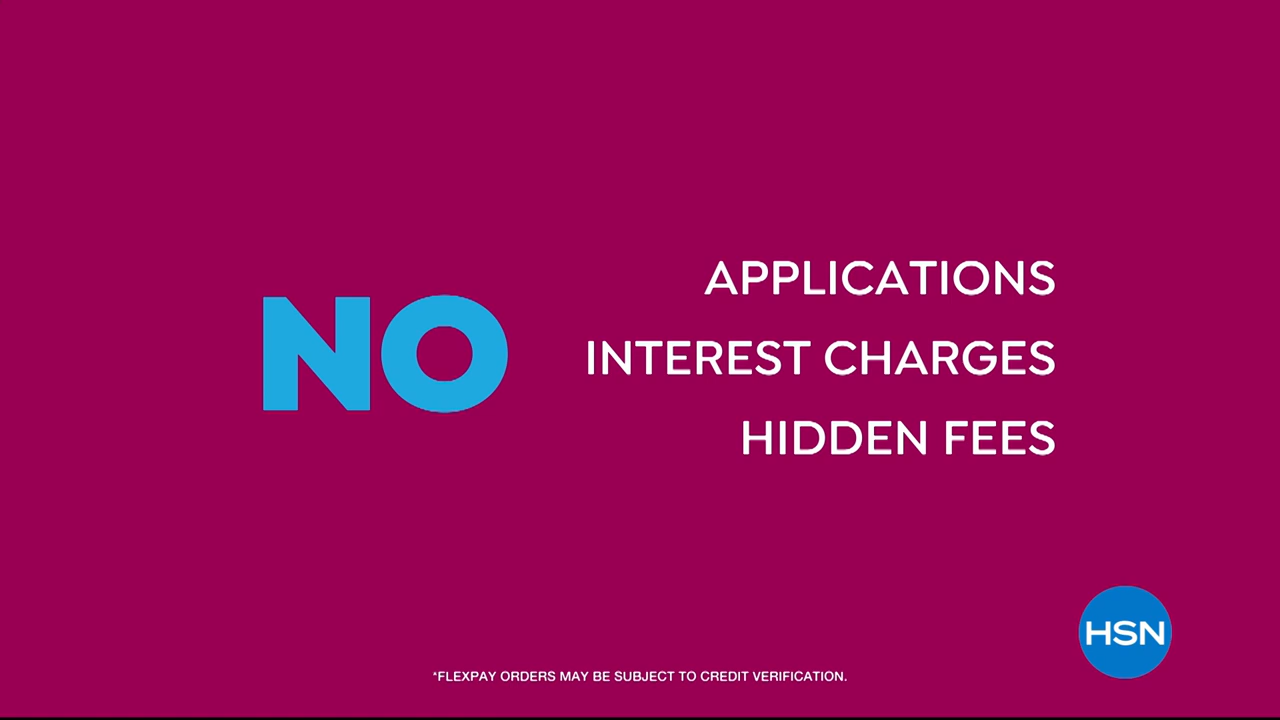 NO
APPLICATIONS
INTEREST CHARGES
HIDDEN FEES
HSN
*FLEXPAY ORDERS MAY BE SUBJECT TO CREDIT VERIFICATION.